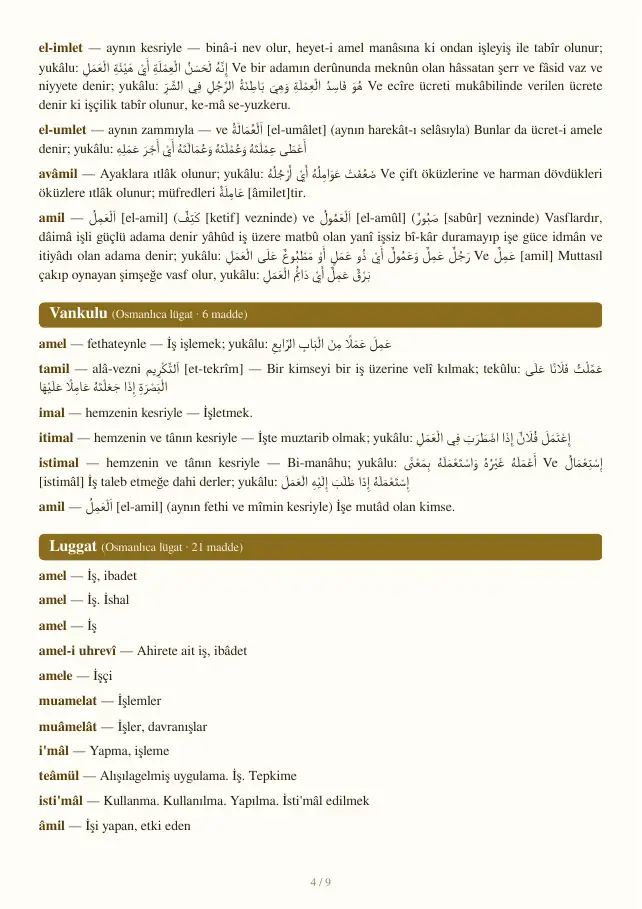 el-imlet — aynın kesriyle — binâ-i nev olur, heyet-i amel manâsına ki ondan işleyiş ile tabîr olunur;
yukâlu: إِنَّهُ لَحَسَنُ الْعِمْلَةِ أَيْ هَيْئَةِ الْعَمَلِ Ve bir adamın derûnunda meknûn olan hâssatan şerr ve fâsid vaz ve
niyyete denir; yukâlu: هُوَ فَاسِدُ الْعِمْلَةِ وَهِيَ بَاطِنَةُ الرَّجُلِ فِي الشَّرِّ Ve ecîre ücreti mukâbilinde verilen ücrete
denir ki işçilik tabîr olunur, ke-mâ se-yuzkeru.
el-umlet — aynın zammıyla — ve اَلْعُمَالَةُ [el-umâlet] (aynın harekât-ı selâsıyla) Bunlar da ücret-i amele
denir; yukâlu: أَعْطَى عِمْلَتَهُ وَعُمْلَتَهُ وَعُمَالَتَهُ أَيْ أَجَرَ عَمَلِهِ
avâmil — Ayaklara ıtlâk olunur; yukâlu: ضَعُفَتْ عَوَامِلُهُ أَيْ أَرْجُلُهُ Ve çift öküzlerine ve harman dövdükleri
öküzlere ıtlâk olunur; müfredleri عَامِلَةٌ [âmilet]tir.
amil — اَلْعَمِلُ [el-amil] (كَتِفٌ [ketif] vezninde) ve اَلْعَمُولُ [el-amûl] (صَبُورٌ [sabûr] vezninde) Vasflardır,
dâimâ işli güçlü adama denir yâhûd iş üzere matbû olan yanî işsiz bî-kâr duramayıp işe güce idmân ve
itiyâdı olan adama denir; yukâlu: رَجُلٌ عَمِلٌ وَعَمُولٌ أَيْ ذُو عَمَلٍ أَوْ مَطْبُوعٌ عَلَى الْعَمَلِ Ve عَمِلٌ [amil] Muttasıl
çakıp oynayan şimşeğe vasf olur, yukâlu: بَرْقٌ عَمِلٌ أَيْ دَائِمُ الْعَمَلِ
Vankulu (Osmanlıca lügat · 6 madde)
amel — fethateynle — İş işlemek; yukâlu: عَمِلَ عَمَلًا مِنَ الْبَابِ الرَّابِعِ
tamil — alâ-vezni اَلتَّكْرِيمِ [et-tekrîm] — Bir kimseyi bir iş üzerine velî kılmak; tekûlu: عَمَّلْتُ فُلَانًا عَلَى
الْبَصْرَةِ إِذَا جَعَلْتَهُ عَامِلًا عَلَيْهَا
imal — hemzenin kesriyle — İşletmek.
itimal — hemzenin ve tânın kesriyle — İşte muztarib olmak; yukâlu: إِعْتَمَلَ فُلَانٌ إِذَا اضْطَرَبَ فِي الْعَمَلِ
istimal — hemzenin ve tânın kesriyle — Bi-manâhu; yukâlu: أَعْمَلَهُ غَيْرُهُ وَاسْتَعْمَلَهُ بِمَعْنًى Ve إِسْتِعْمَالُ
[istimâl] İş taleb etmeğe dahi derler; yukâlu: إِسْتَعْمَلَهُ إِذَا طَلَبَ إِلَيْهِ الْعَمَلَ
amil — اَلْعَمِلُ [el-amil] (aynın fethi ve mîmin kesriyle) İşe mutâd olan kimse.
Luggat (Osmanlıca lügat · 21 madde)
amel — İş, ibadet
amel — İş. İshal
amel — İş
amel-i uhrevî — Ahirete ait iş, ibâdet
amele — İşçi
muamelat — İşlemler
muâmelât — İşler, davranışlar
i'mâl — Yapma, işleme
teâmül — Alışılagelmiş uygulama. İş. Tepkime
isti'mâl — Kullanma. Kullanılma. Yapılma. İsti'mâl edilmek
âmil — İşi yapan, etki eden
4 / 9